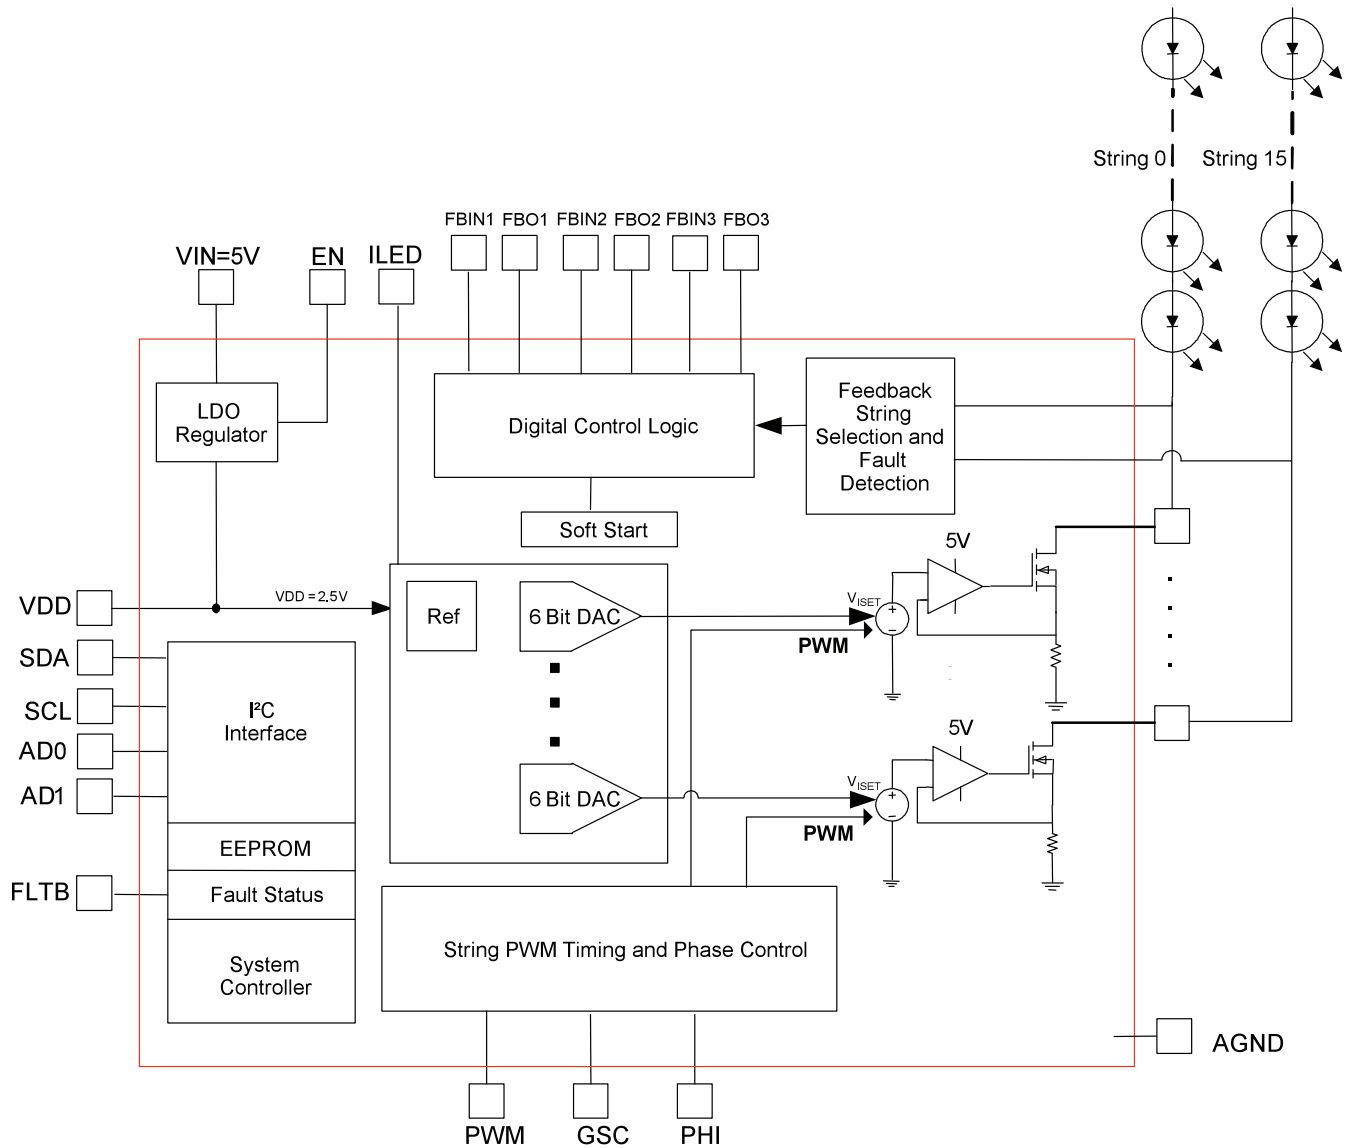 String 0
String 15
FBIN1
FBO1
FBIN2
FBO2
FBIN3
FBO3
VIN=5V
EN
ILED
LDO
Regulator
Digital Control Logic
Feedback
String
Selection and
Fault
Detection
Soft Start
5V
VDD
VDD = 2.5V
Ref
6 Bit DAC
VISET
+
−
PWM
SDA
SCL
AD0
AD1
I²C
Interface
5V
6 Bit DAC
VISET
+
−
PWM
EEPROM
FLTB
Fault Status
System
Controller
String PWM Timing and Phase Control
AGND
PWM
GSC
PHI